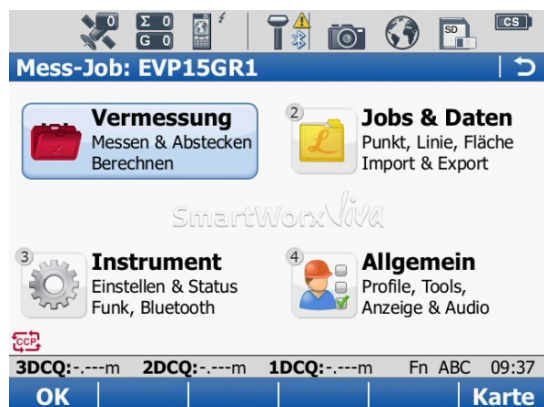 0
Σ 0
G 0
SD
CS
Mess-Job: EVP15GR1
Vermessung
Messen & Abstecken
Berechnen
2
Jobs & Daten
Punkt, Linie, Fläche
Import & Export
SmartWorx Viva
3
Instrument
Einstellen & Status
Funk, Bluetooth
4
Allgemein
Profile, Tools,
Anzeige & Audio
CCP
3DCQ:-.---m 2DCQ:-.---m 1DCQ:-.---m Fn ABC 09:37
OK Karte